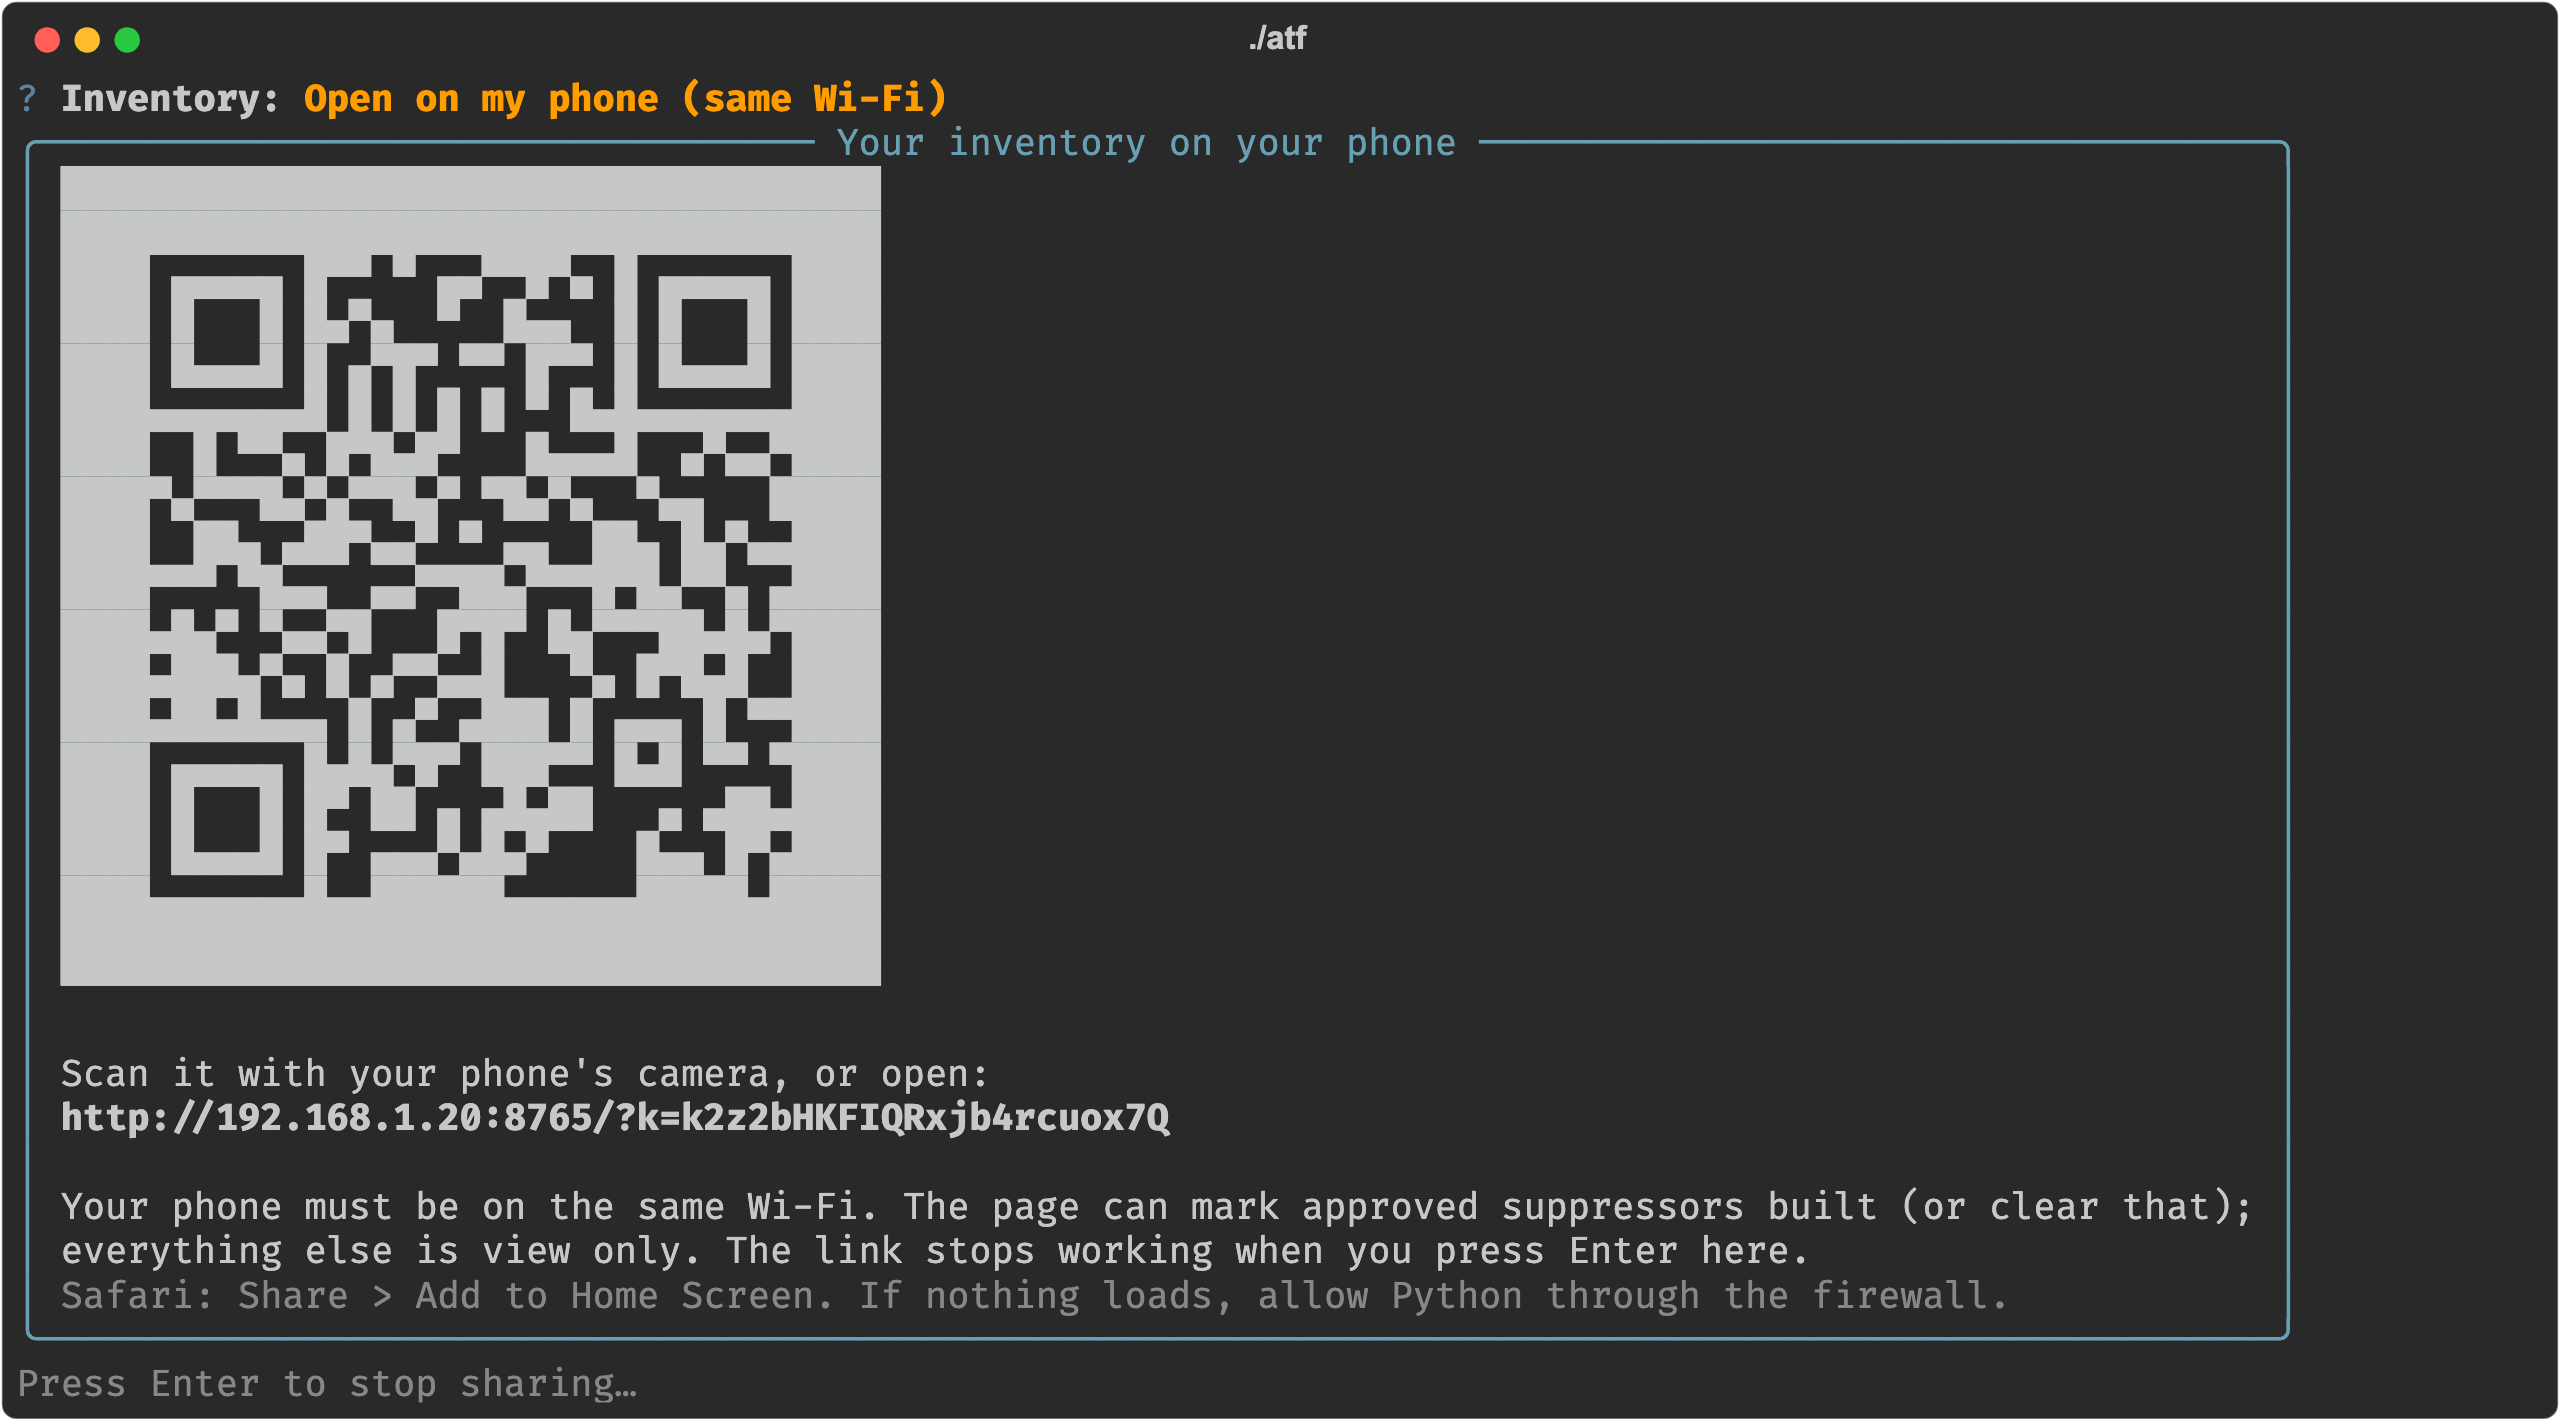 ./atf
? Inventory: Open on my phone (same Wi-Fi)
Your inventory on your phone
Scan it with your phone's camera, or open:
http://192.168.1.20:8765/?k=k2z2bHKFIQRxjb4rcuox7Q
Your phone must be on the same Wi-Fi. The page can mark approved suppressors built (or clear that);
everything else is view only. The link stops working when you press Enter here.
Safari: Share > Add to Home Screen. If nothing loads, allow Python through the firewall.
Press Enter to stop sharing…